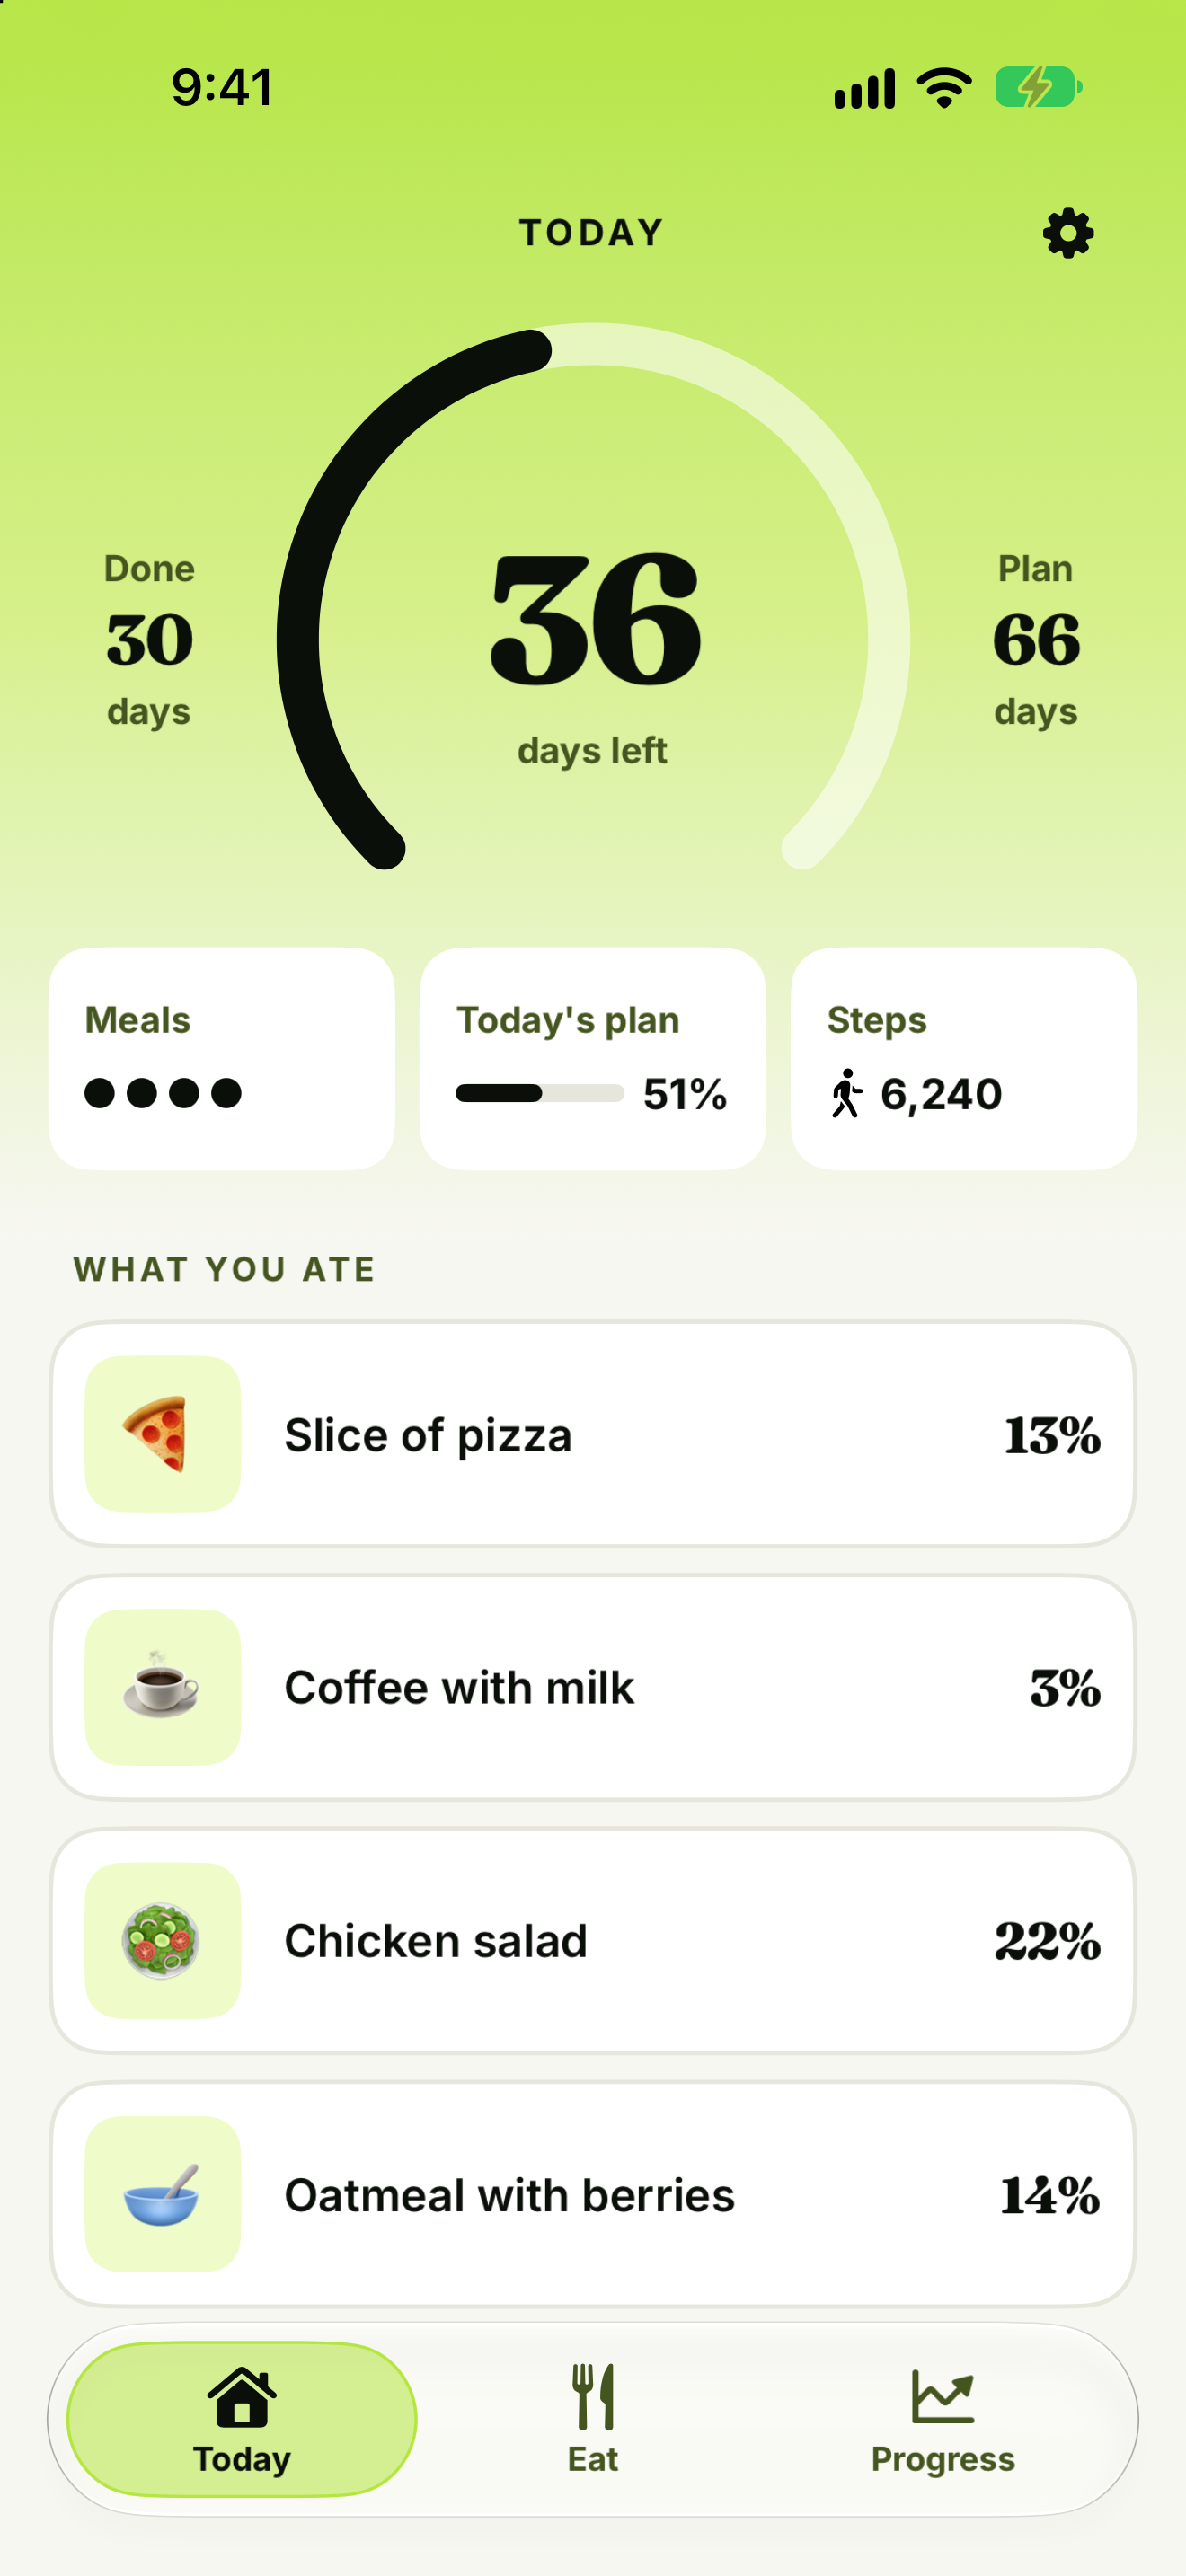 9:41
TODAY
Done
30
days
36
days left
Plan
66
days
Meals
Today's plan
51%
Steps
6,240
WHAT YOU ATE
Slice of pizza
13%
Coffee with milk
3%
Chicken salad
22%
Oatmeal with berries
14%
Today
Eat
Progress